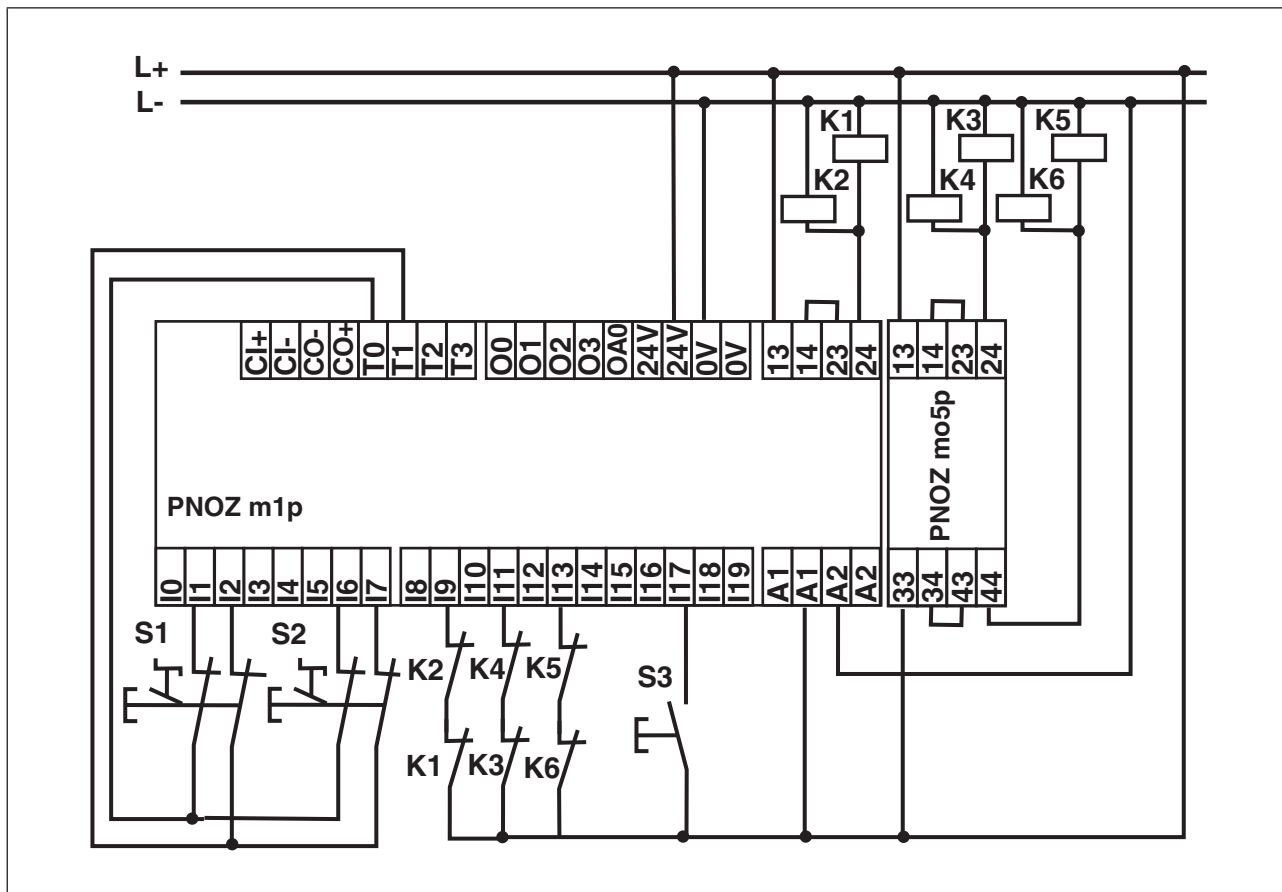 L+
L-
K1
K3
K5
K2
K4
K6
CI+ CI- CO- CO+ T0 T1 T2 T3 O0 O1 O2 O3 OA0 24V 24V 0V 0V 13 14 23 24 13 14 23 24
PNOZ m1p
PNOZ mo5p
I0 I1 I2 I3 I4 I5 I6 I7 I8 I9 I10 I11 I12 I13 I14 I15 I16 I17 I18 I19 A1 A1 A2 A2 33 34 43 44
S1
S2
K2
K4
K5
S3
K1
K3
K6